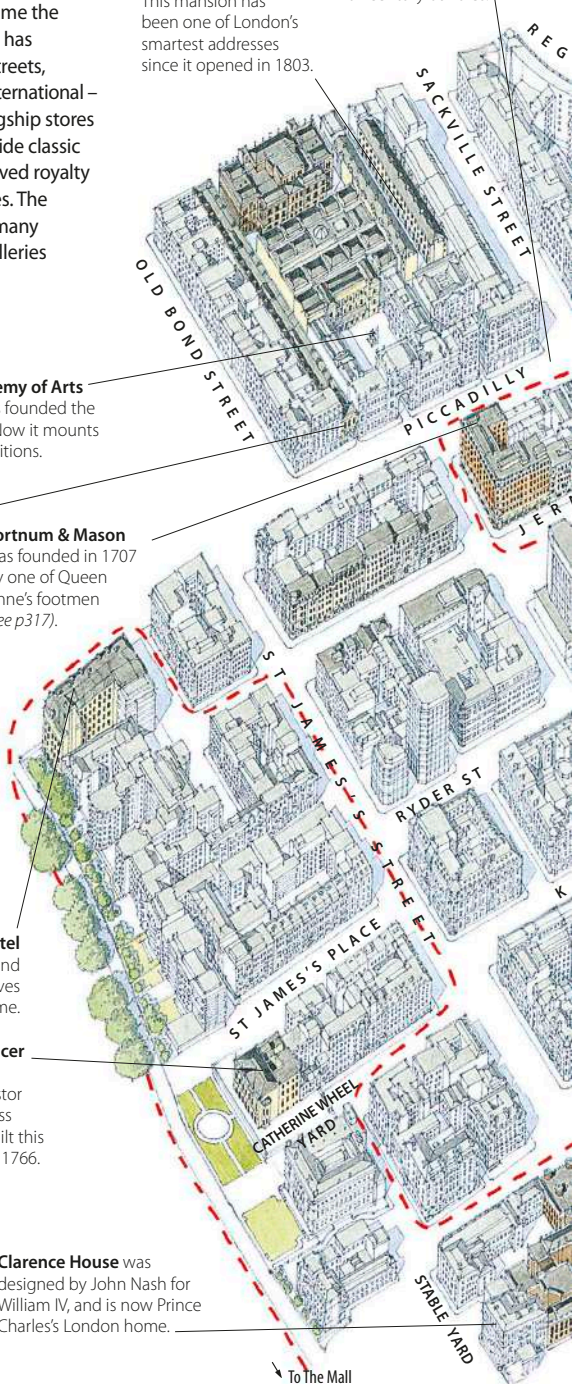 me the
This mansion has
been one of London's
smartest addresses
since it opened in 1803.
has
reets,
ternational –
gship stores
ide classic
ved royalty
es. The
many
lleries
REG
SACKVILLE STREET
OLD BOND STREET
PICCADILLY
emy of Arts
founded the
Now it mounts
itions.
JER
ortnum & Mason
as founded in 1707
y one of Queen
nne's footmen
ee p317).
ST JAMES'S STREET
RYDER ST
K
ST JAMES'S PLACE
tel
nd
ves
me.
cer
stor
ss
ilt this
1766.
CATHERINE WHEEL
YARD
Clarence House was
designed by John Nash for
William IV, and is now Prince
Charles's London home.
STABLE YARD
To The Mall